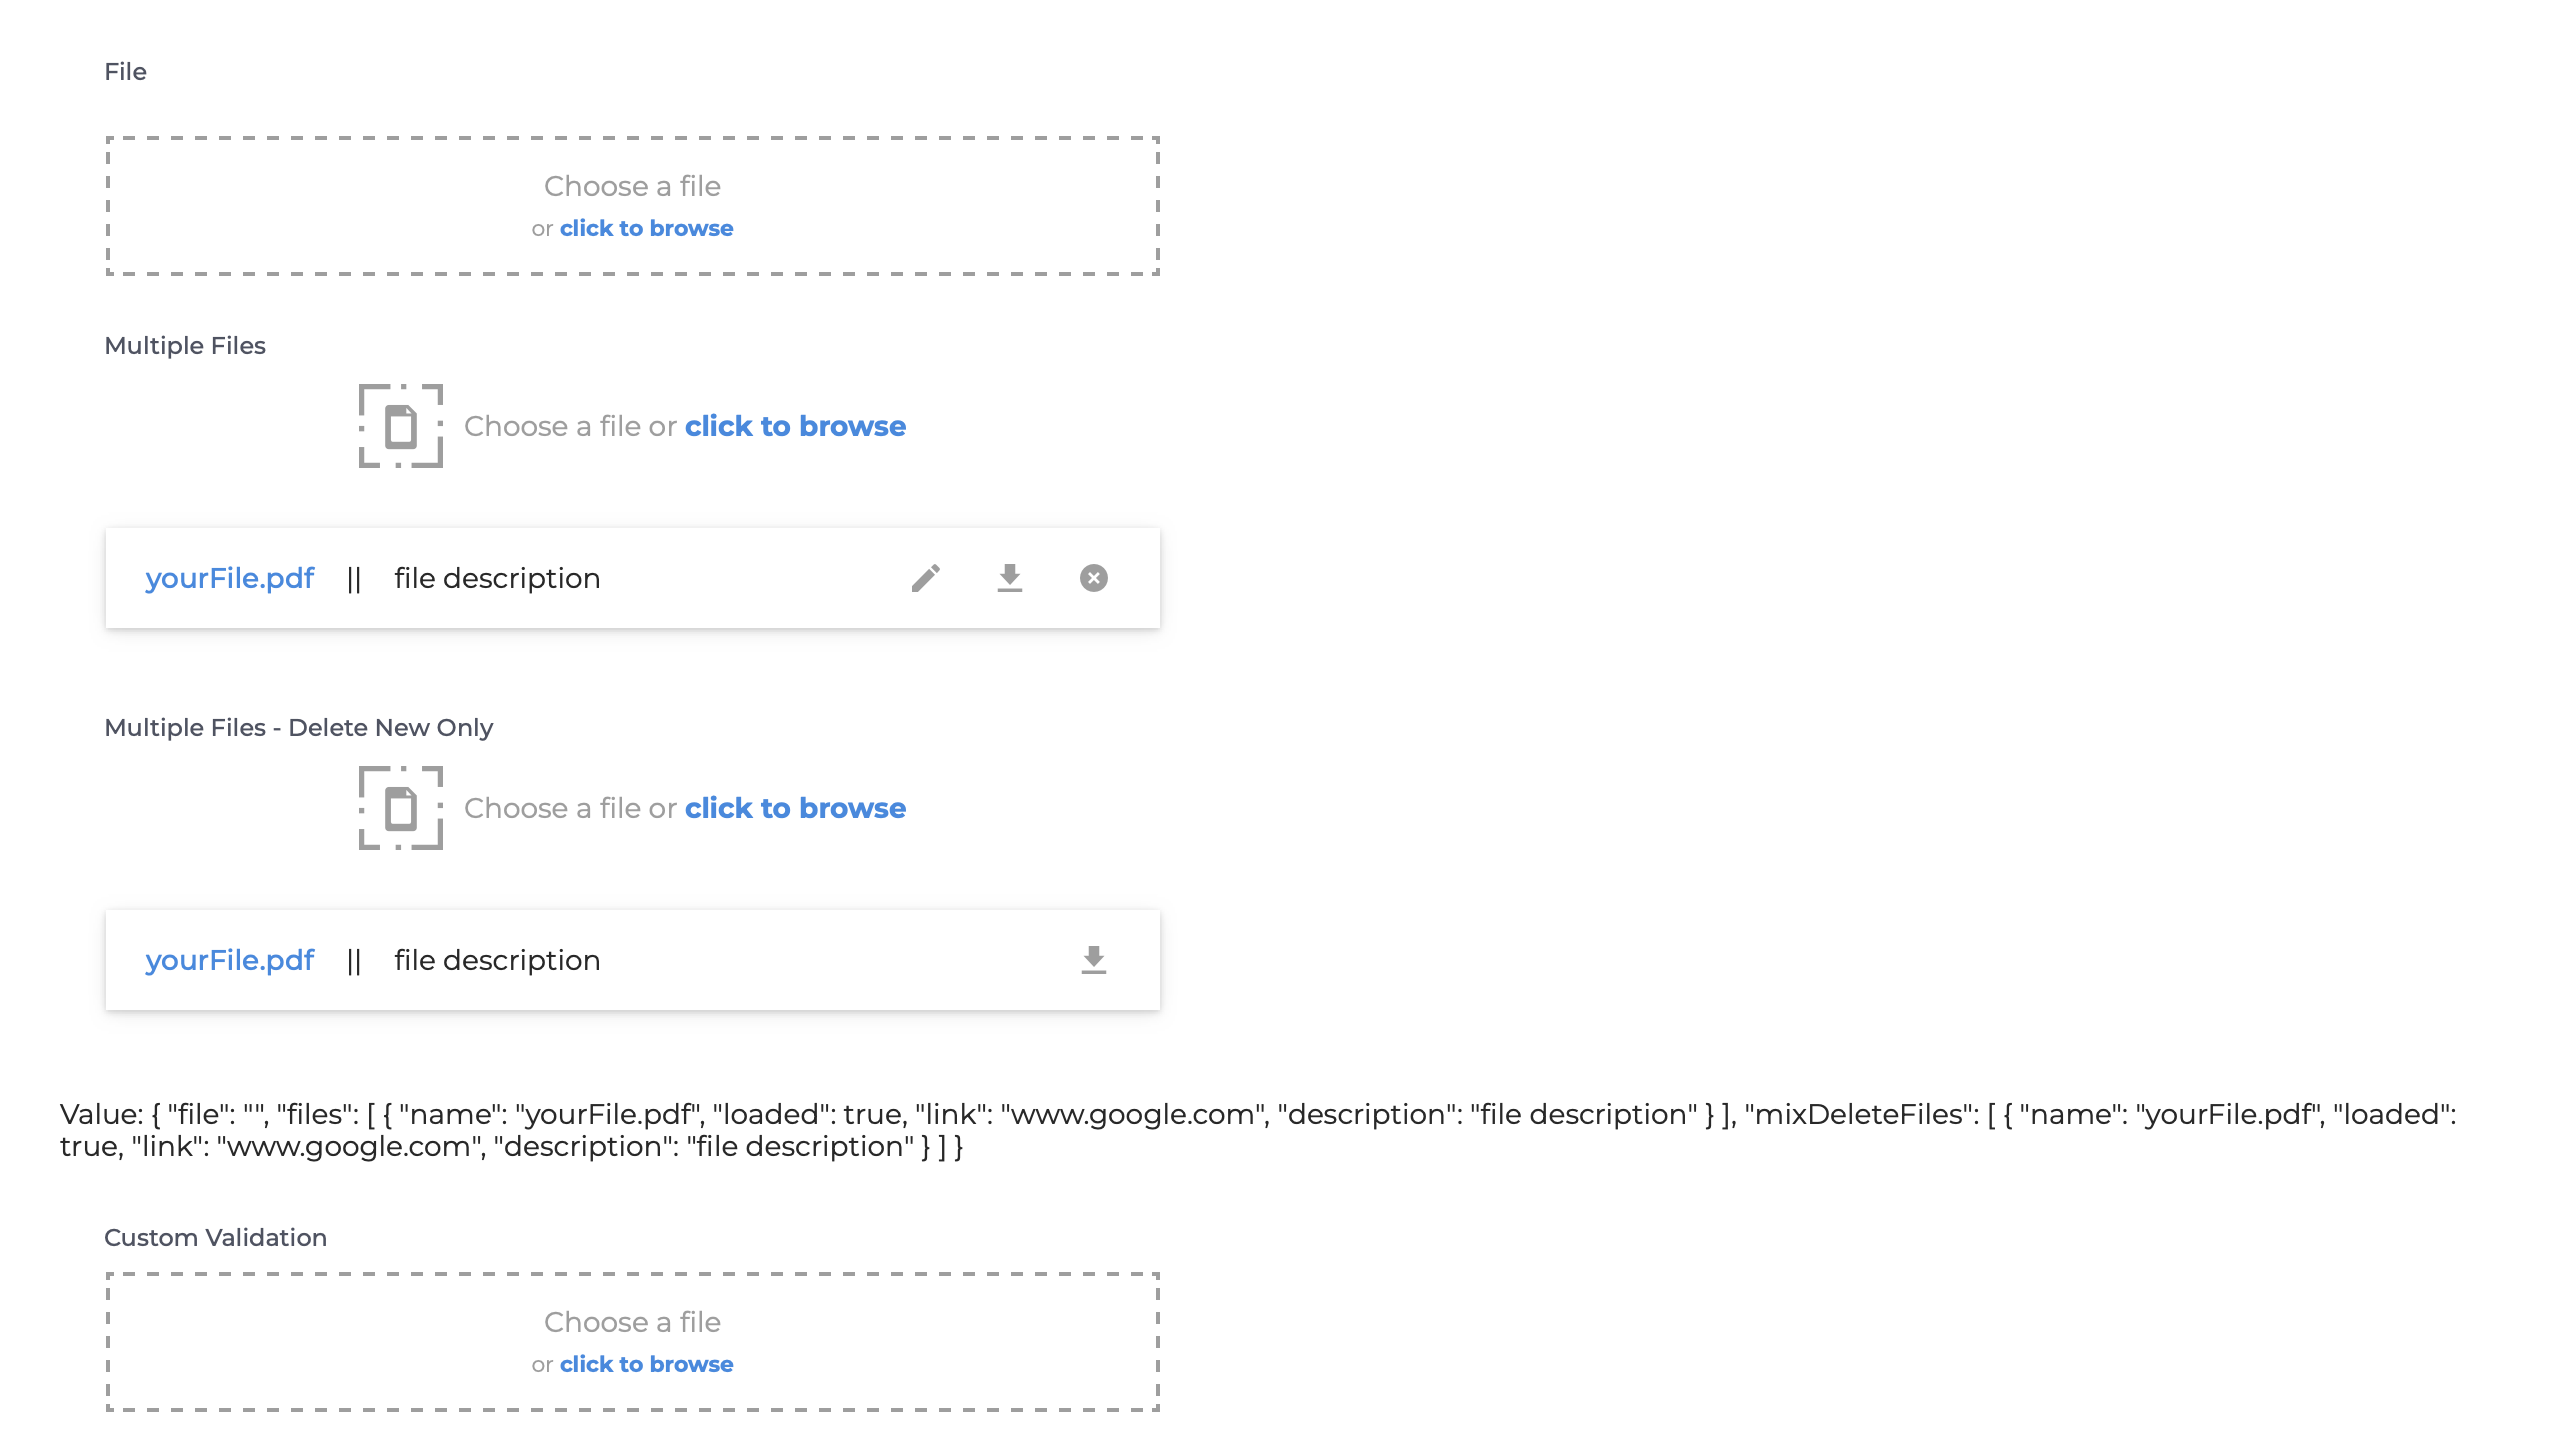 File
Choose a file
or click to browse
Multiple Files
Choose a file or click to browse
yourFile.pdf || file description
Multiple Files - Delete New Only
Choose a file or click to browse
yourFile.pdf || file description
Value: { "file": "", "files": [ { "name": "yourFile.pdf", "loaded": true, "link": "www.google.com", "description": "file description" } ], "mixDeleteFiles": [ { "name": "yourFile.pdf", "loaded":
true, "link": "www.google.com", "description": "file description" } ] }
Custom Validation
Choose a file
or click to browse